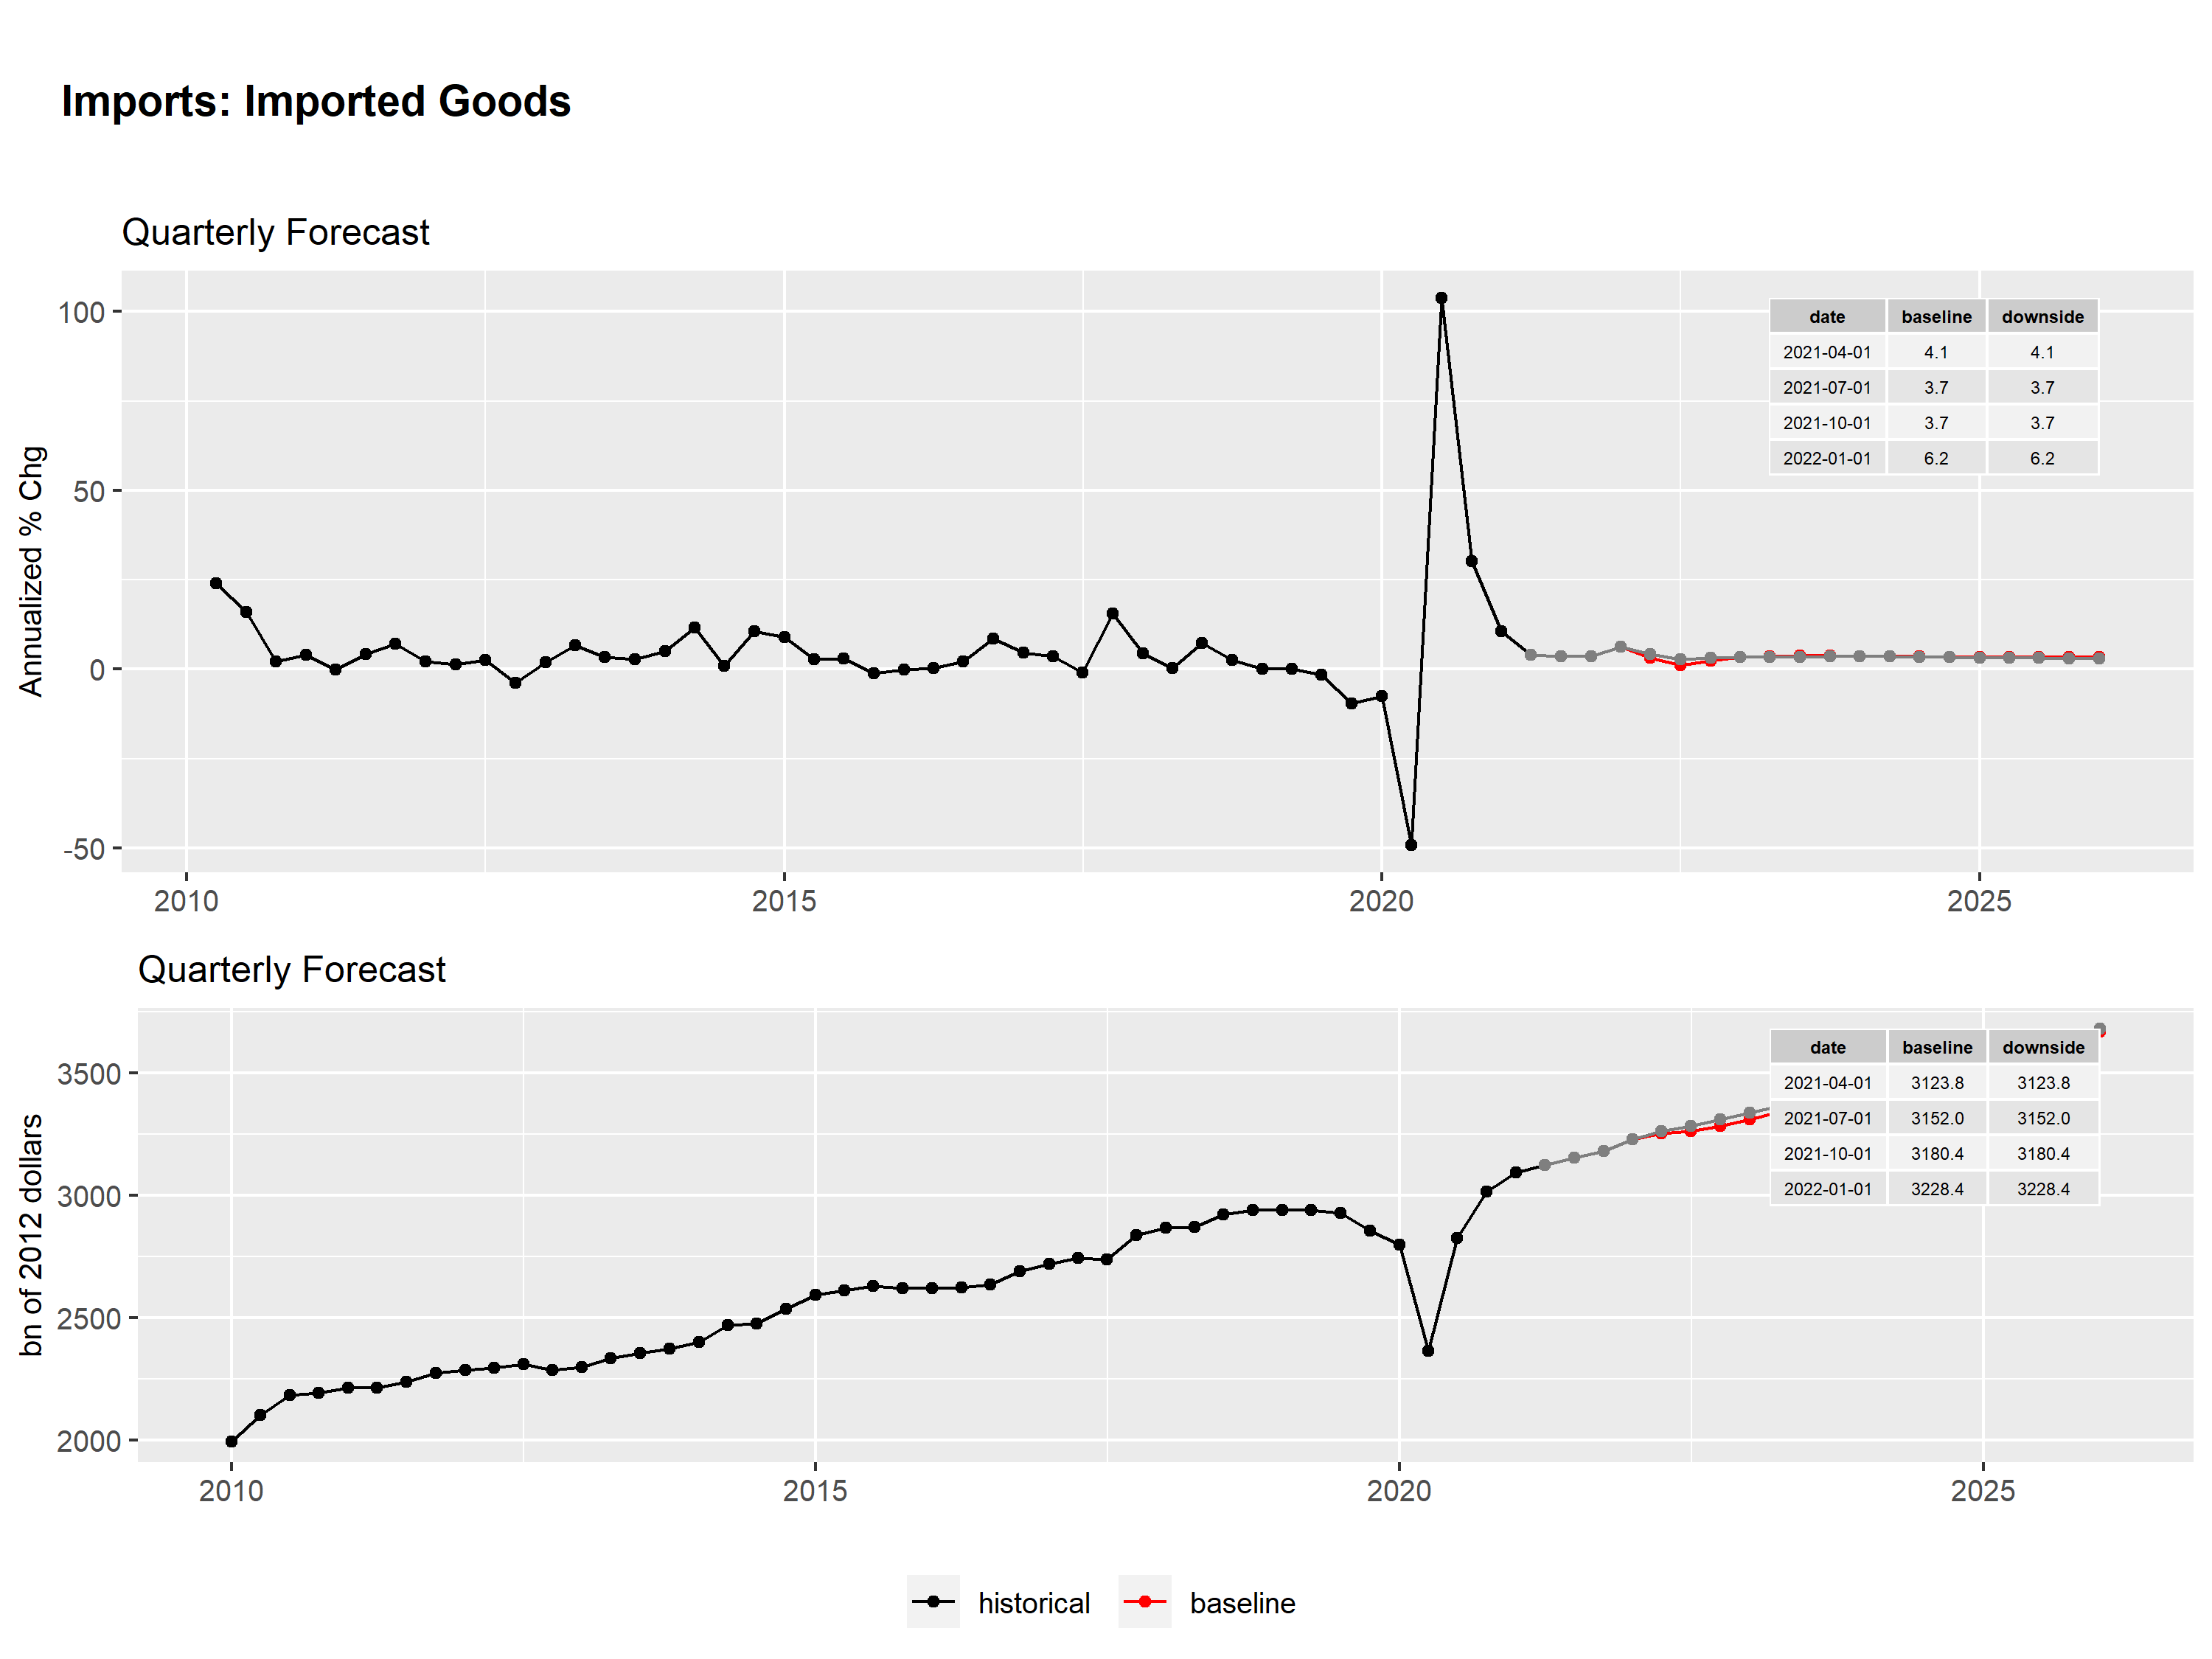 Imports: Imported Goods
Quarterly Forecast
Annualized % Chg
100
50
0
-50
date baseline downside
2021-04-01 4.1 4.1
2021-07-01 3.7 3.7
2021-10-01 3.7 3.7
2022-01-01 6.2 6.2
2010 2015 2020 2025
Quarterly Forecast
bn of 2012 dollars
3500
3000
2500
2000
date baseline downside
2021-04-01 3123.8 3123.8
2021-07-01 3152.0 3152.0
2021-10-01 3180.4 3180.4
2022-01-01 3228.4 3228.4
2010 2015 2020 2025
historical baseline